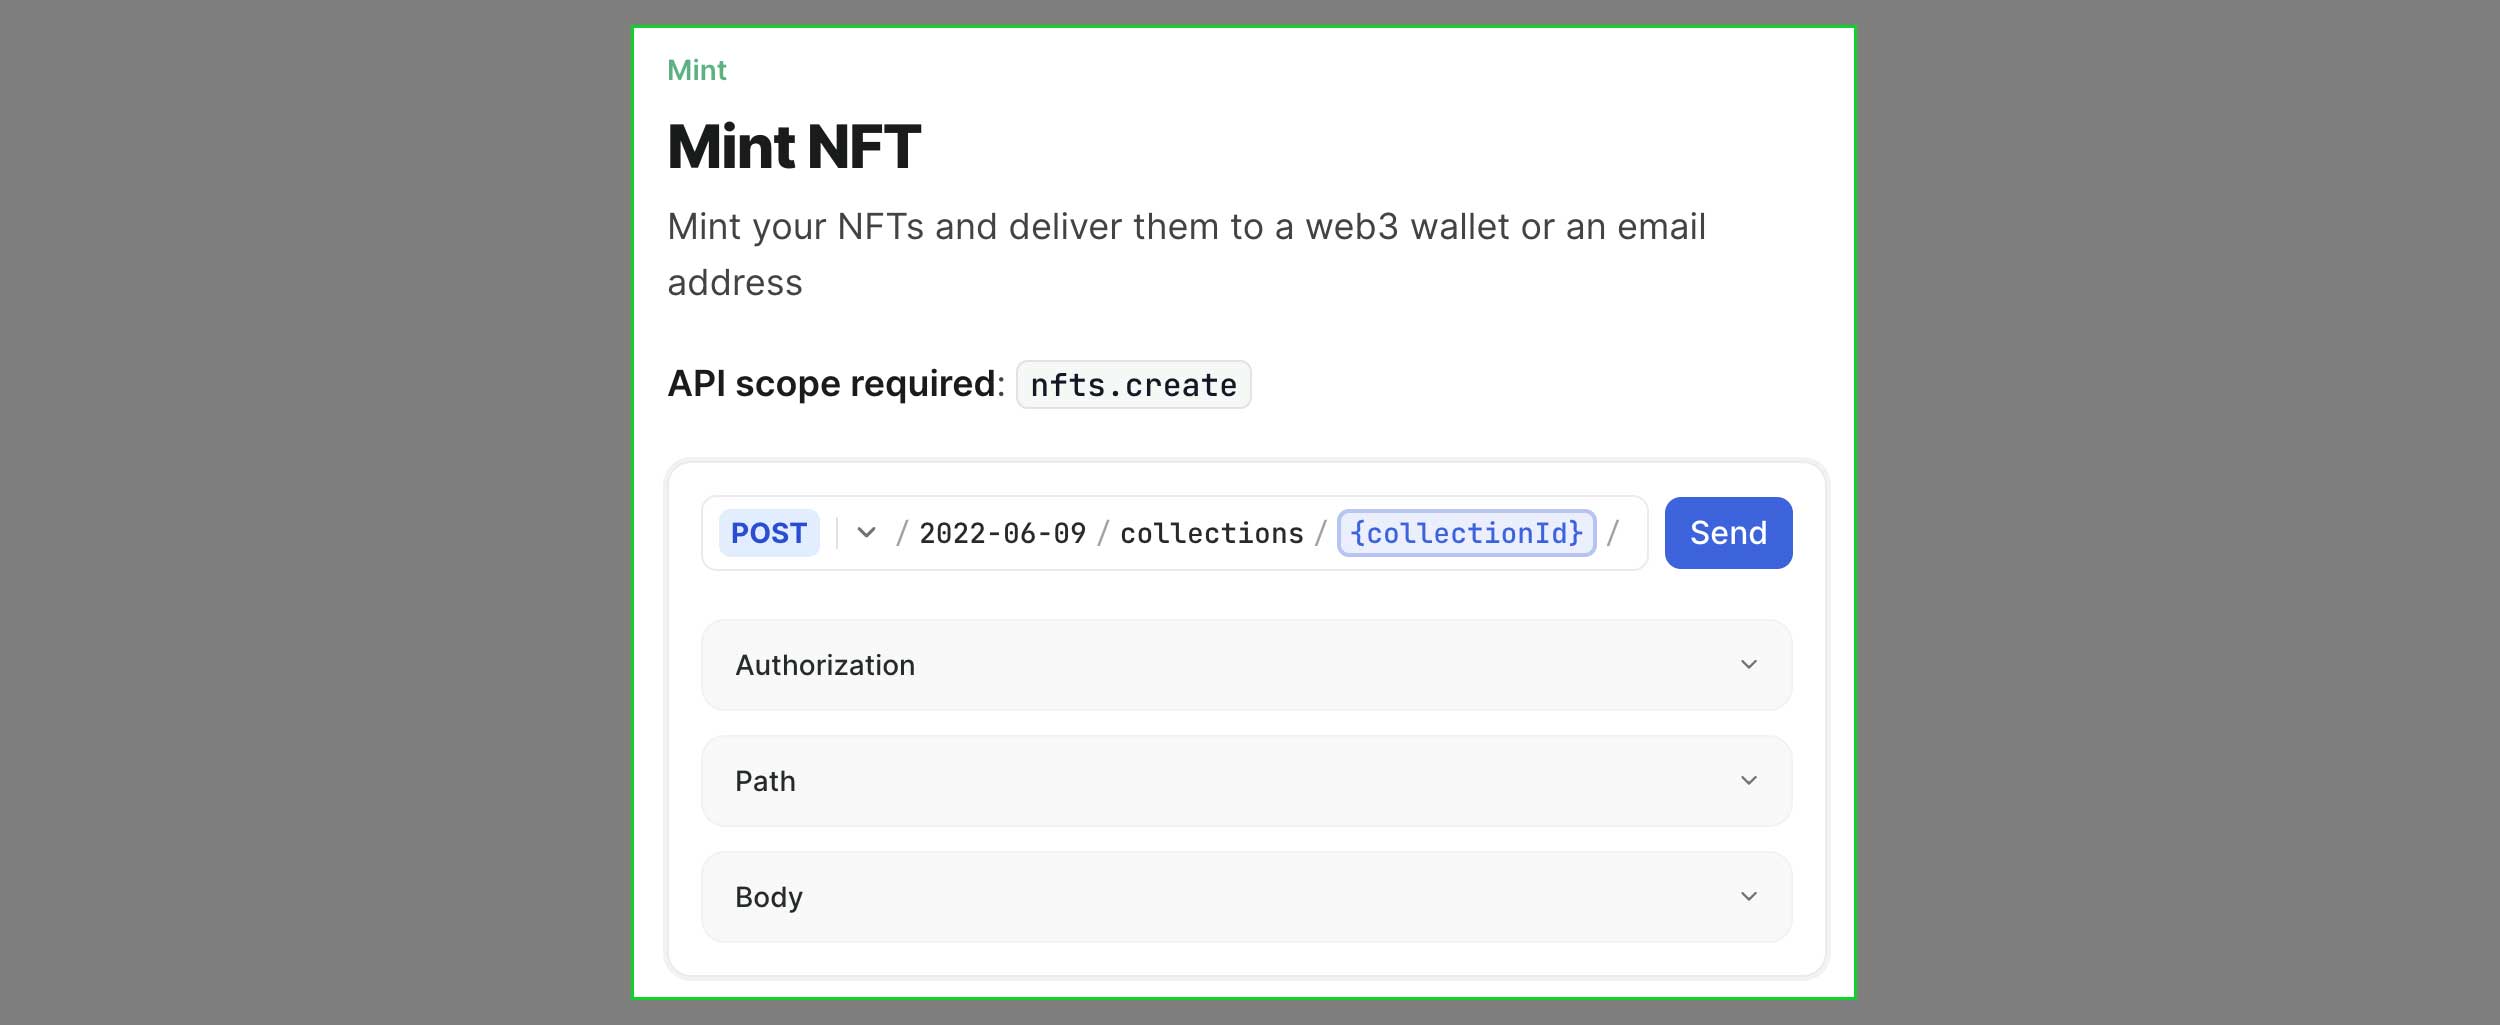 Mint
Mint NFT
Mint your NFTs and deliver them to a web3 wallet or an email
address
API scope required: nfts.create
POST / 2022-06-09 / collections / {collectionId} / Send
Authorization
Path
Body